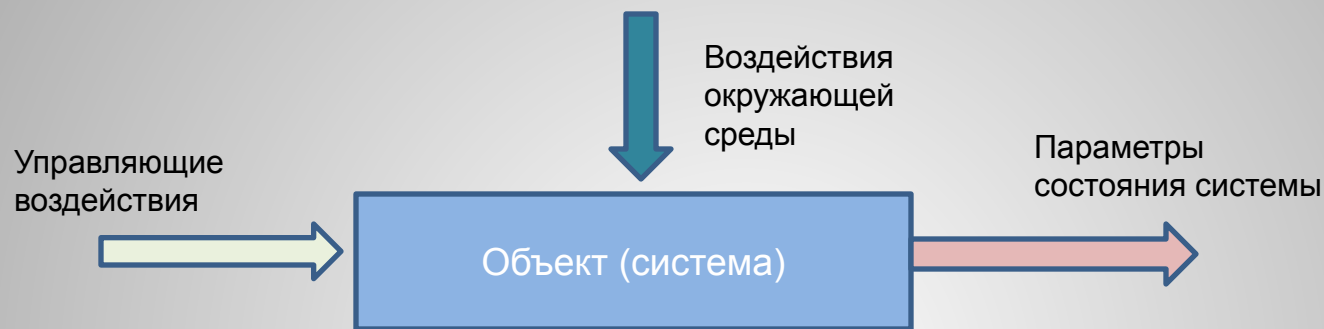 Воздействия
окружающей
среды
Управляющие
воздействия
Параметры
состояния системы
Объект (система)